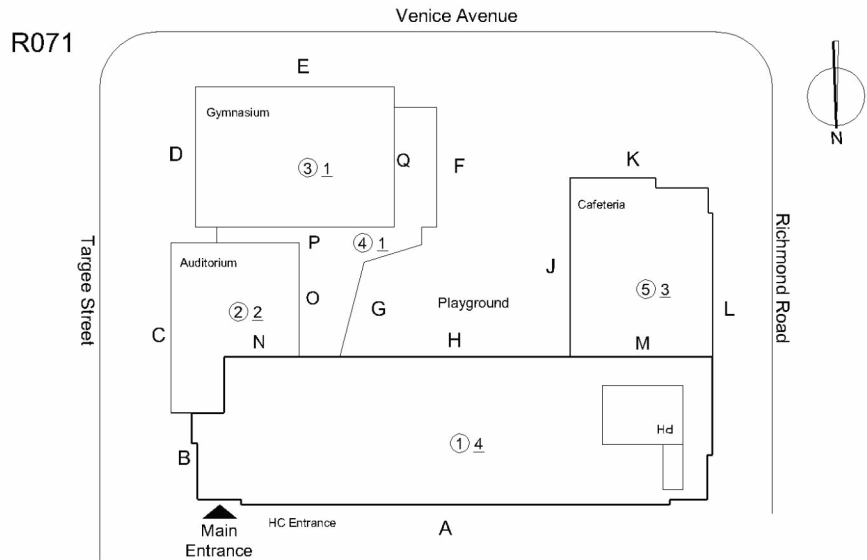 Venice Avenue
R071
E
Gymnasium
N
D
Q
F
K
③ 1
Cafeteria
P
④ 1
Targee Street
Auditorium
Richmond Road
J
O
⑤ 3
② 2
G
Playground
L
C
N
H
M
PH
① 4
B
Main
Entrance
HC Entrance
A